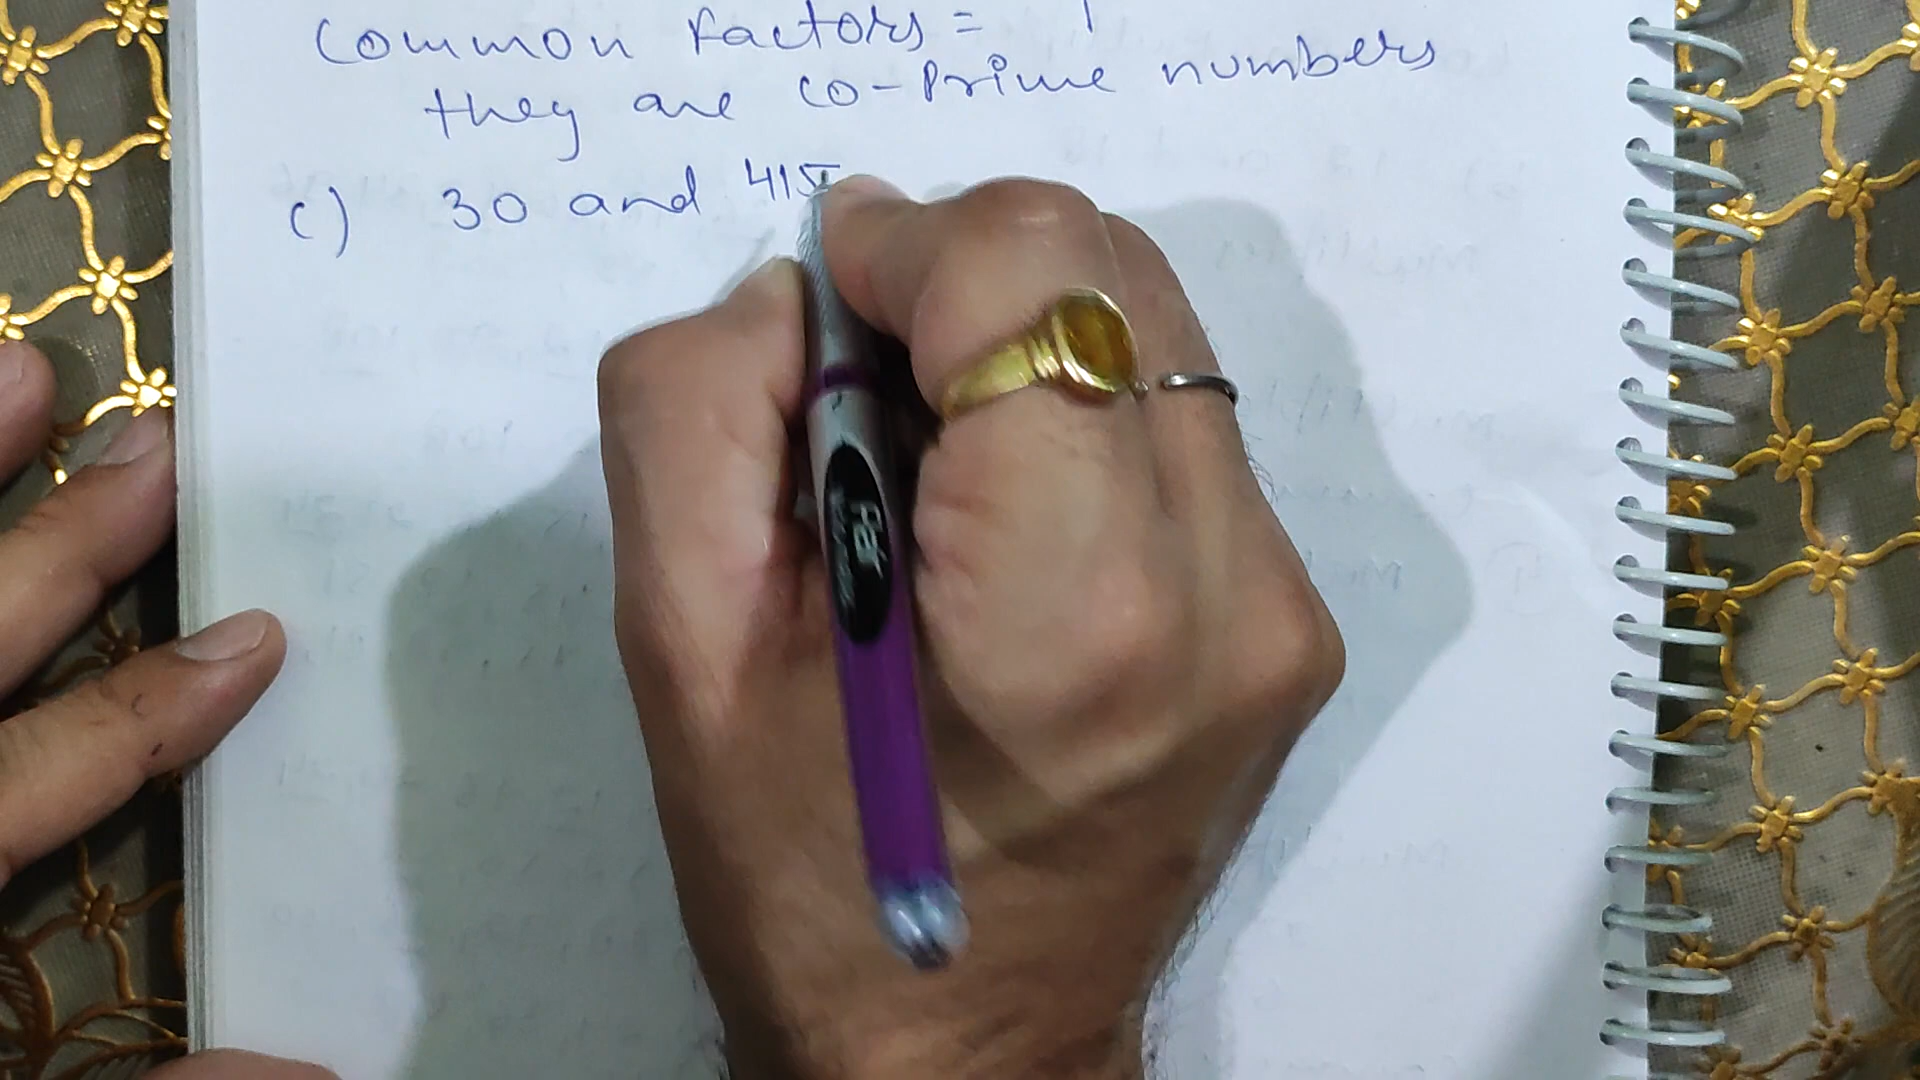 Common Factors = 1
they are co-Prime numbers
c) 30 and 415